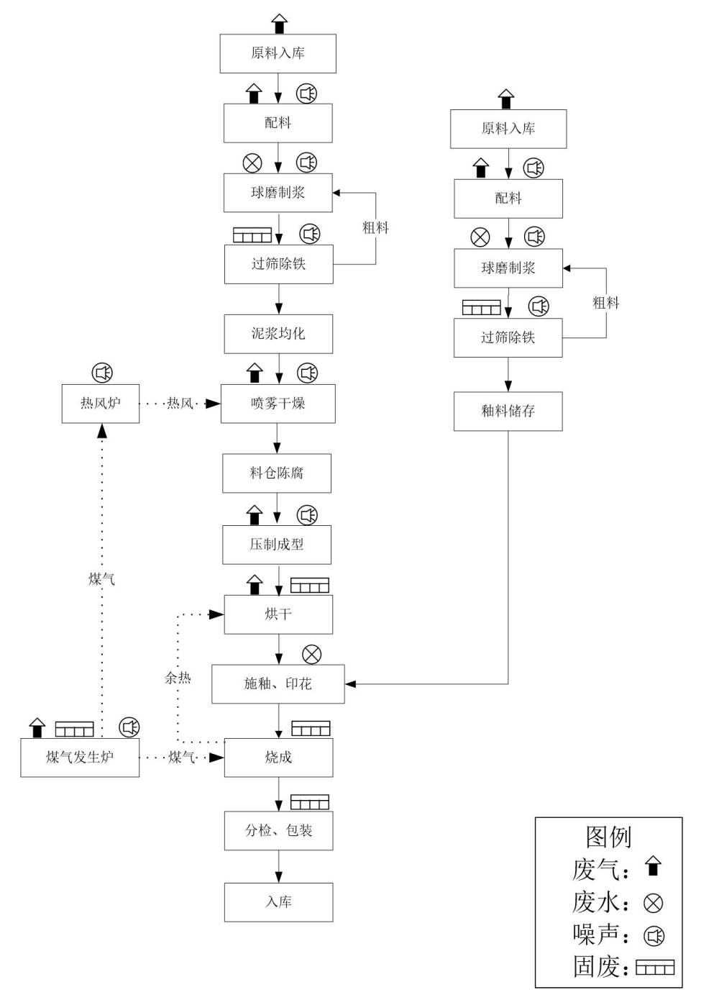 原料入库
配料
球磨制浆
粗料
过筛除铁
泥浆均化
热风炉
热风
喷雾干燥
料仓陈腐
压制成型
煤气
烘干
余热
施釉、印花
煤气发生炉
煤气
烧成
分检、包装
入库
原料入库
配料
球磨制浆
粗料
过筛除铁
釉料储存
图例
废气：
废水：
噪声：
固废：